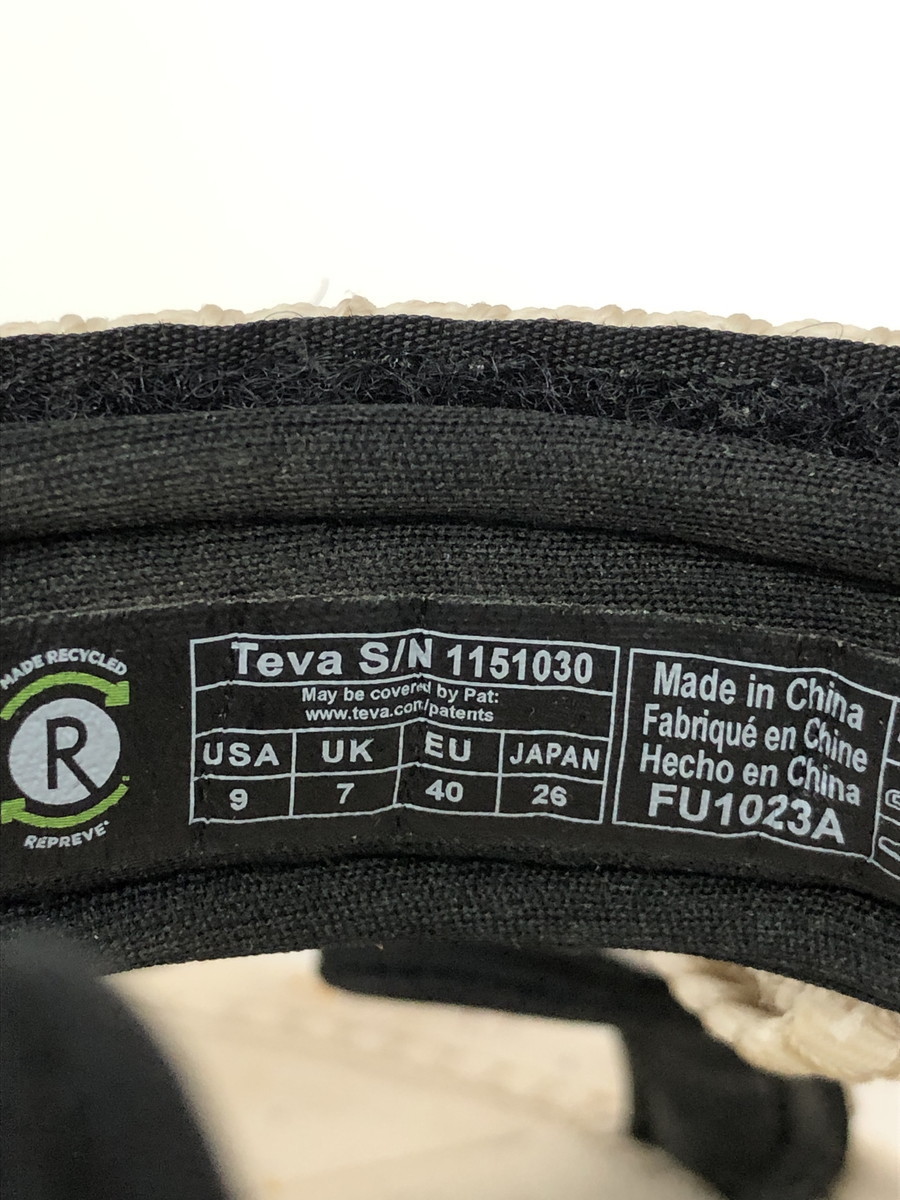 MADE RECYCLED
R
REPREVE
Teva S/N 1151030
May be covered by Pat:
www.teva.com/patents
USA UK EU JAPAN
9 7 40 26
Made in China
Fabriqué en Chine
Hecho en China
FU1023A